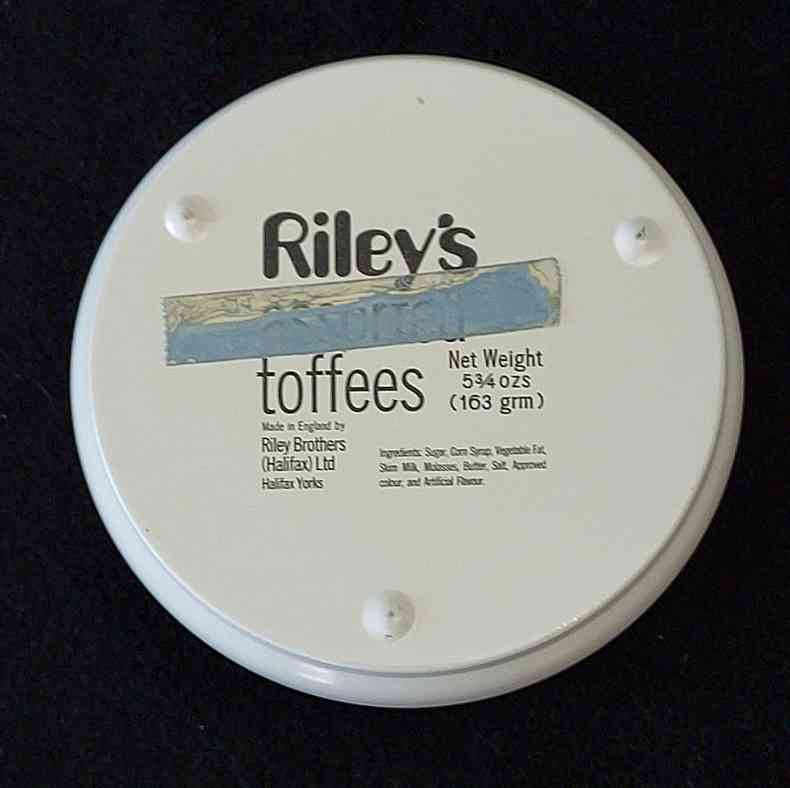 Riley's
assorted
toffees
Net Weight
5¾ ozs
(163 grm)
Made in England by
Riley Brothers
(Halifax) Ltd
Halifax Yorks
Ingredients: Sugar, Corn Syrup, Vegetable Fat,
Skim Milk, Molasses, Butter, Salt, Approved
colour, and Artificial Flavour.